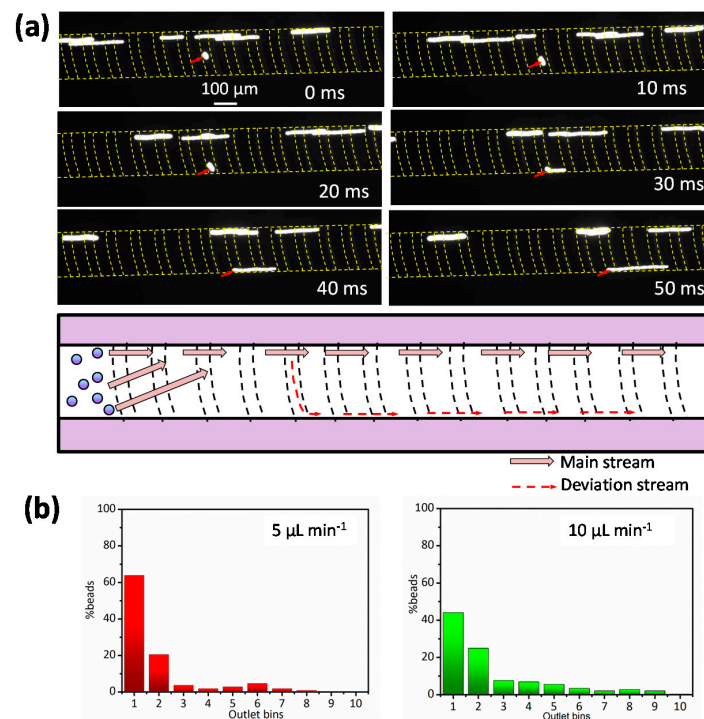 (a)
100 µm
0 ms
10 ms
20 ms
30 ms
40 ms
50 ms
Main stream
Deviation stream
(b)
100
80
60
40
20
0
%beads
5 µL min⁻¹
1 2 3 4 5 6 7 8 9 10
Outlet bins
100
80
60
40
20
0
%beads
10 µL min⁻¹
1 2 3 4 5 6 7 8 9 10
Outlet bins